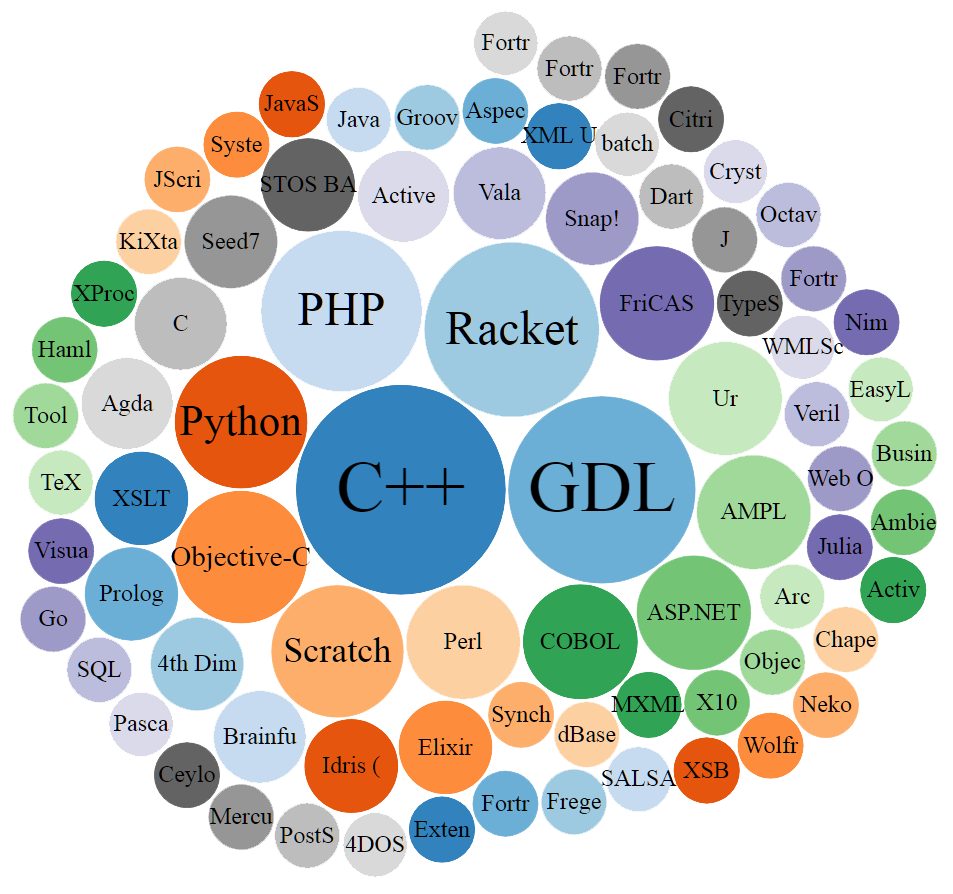 Fortr
Fortr
Fortr
JavaS
Java
Groov
Aspec
Citri
XML U
batch
Syste
JScri
STOS BA
Active
Vala
Cryst
Dart
Snap!
Octav
KiXta
Seed7
J
XProc
C
PHP
Racket
FriCAS
TypeS
Fortr
Nim
Haml
WMLSc
Agda
Ur
EasyL
Tool
Python
Veril
Busin
TeX
XSLT
C++
GDL
AMPL
Web O
Ambie
Visua
Objective-C
Julia
Prolog
Activ
Go
Arc
ASP.NET
4th Dim
SQL
Scratch
Perl
COBOL
Chape
Objec
Pasca
Brainfu
Synch
MXML
X10
Neko
Elixir
dBase
Wolfr
Idris (
Ceylo
SALSA
XSB
Mercu
Fortr
Frege
PostS
4DOS
Exten